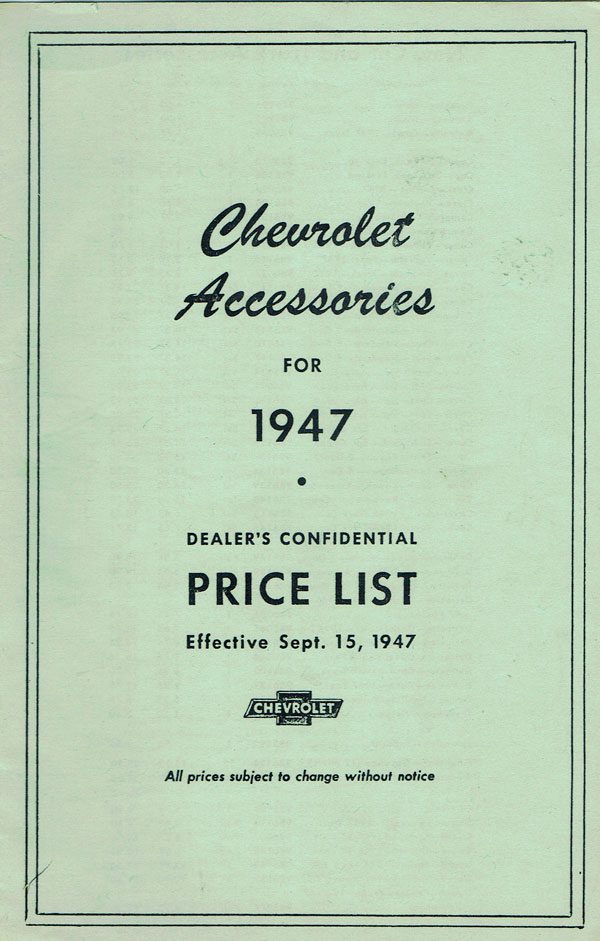 Chevrolet
Accessories
FOR
1947
•
DEALER'S CONFIDENTIAL
PRICE LIST
Effective Sept. 15, 1947
CHEVROLET
All prices subject to change without notice